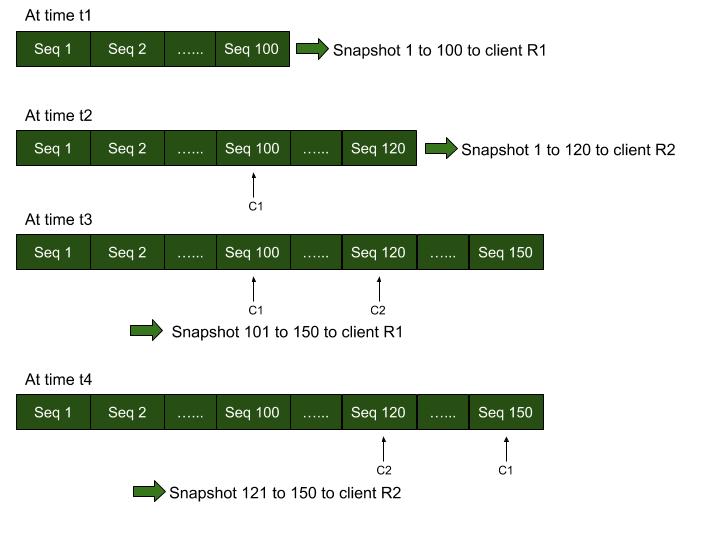 At time t1
Seq 1 Seq 2 ...... Seq 100 Snapshot 1 to 100 to client R1
At time t2
Seq 1 Seq 2 ...... Seq 100 ...... Seq 120 Snapshot 1 to 120 to client R2
C1
At time t3
Seq 1 Seq 2 ...... Seq 100 ...... Seq 120 ...... Seq 150
C1 C2
Snapshot 101 to 150 to client R1
At time t4
Seq 1 Seq 2 ...... Seq 100 ...... Seq 120 ...... Seq 150
C2 C1
Snapshot 121 to 150 to client R2